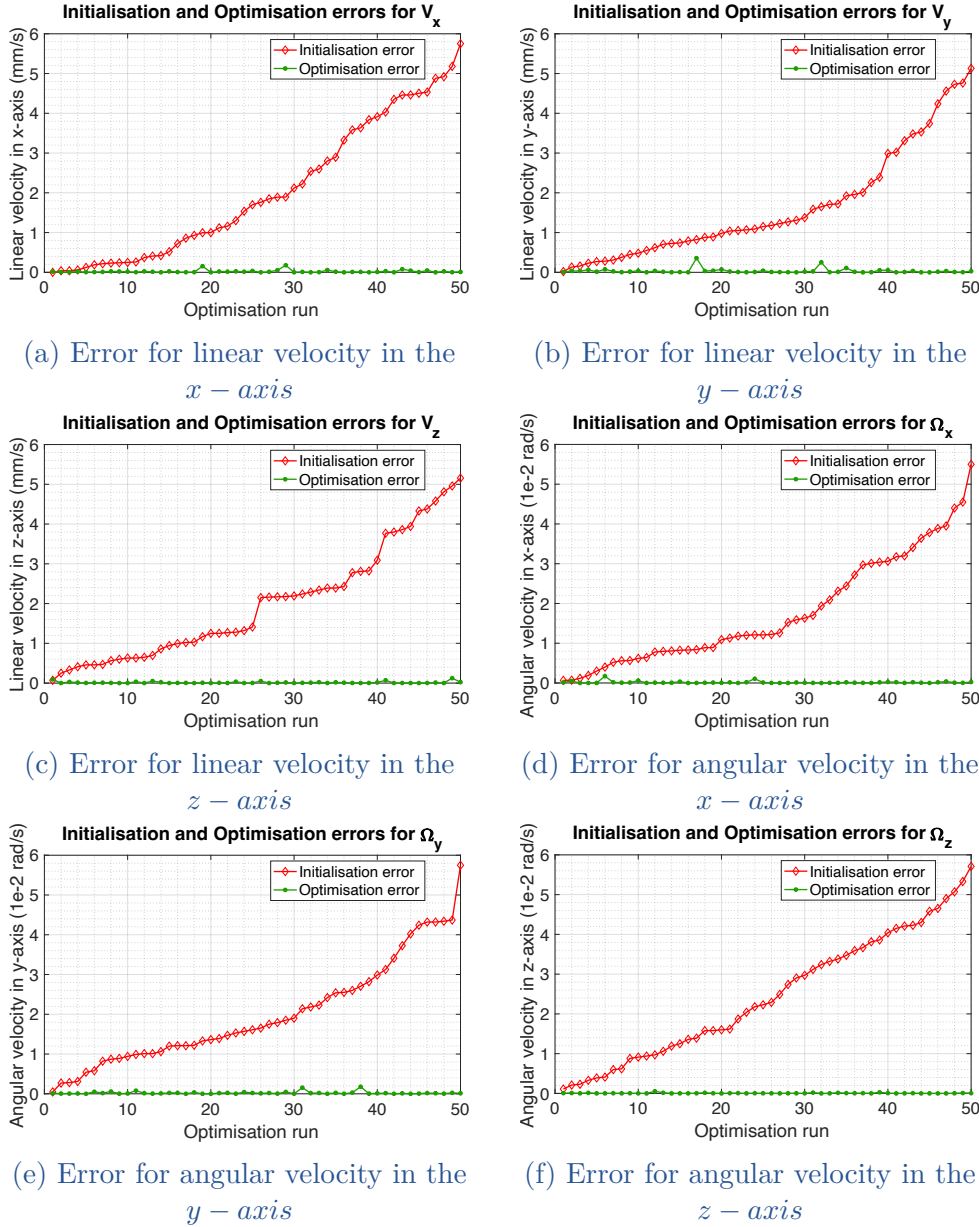 Initialisation and Optimisation errors for Vx
Linear velocity in x-axis (mm/s)
6
5
4
3
2
1
0
Initialisation error
Optimisation error
0 10 20 30 40 50
Optimisation run
(a) Error for linear velocity in the
x − axis
Initialisation and Optimisation errors for Vy
Linear velocity in y-axis (mm/s)
6
5
4
3
2
1
0
Initialisation error
Optimisation error
0 10 20 30 40 50
Optimisation run
(b) Error for linear velocity in the
y − axis
Initialisation and Optimisation errors for Vz
Linear velocity in z-axis (mm/s)
6
5
4
3
2
1
0
Initialisation error
Optimisation error
0 10 20 30 40 50
Optimisation run
(c) Error for linear velocity in the
z − axis
Initialisation and Optimisation errors for Ωx
Angular velocity in x-axis (1e-2 rad/s)
6
5
4
3
2
1
0
Initialisation error
Optimisation error
0 10 20 30 40 50
Optimisation run
(d) Error for angular velocity in the
x − axis
Initialisation and Optimisation errors for Ωy
Angular velocity in y-axis (1e-2 rad/s)
6
5
4
3
2
1
0
Initialisation error
Optimisation error
0 10 20 30 40 50
Optimisation run
(e) Error for angular velocity in the
y − axis
Initialisation and Optimisation errors for Ωz
Angular velocity in z-axis (1e-2 rad/s)
6
5
4
3
2
1
0
Initialisation error
Optimisation error
0 10 20 30 40 50
Optimisation run
(f) Error for angular velocity in the
z − axis